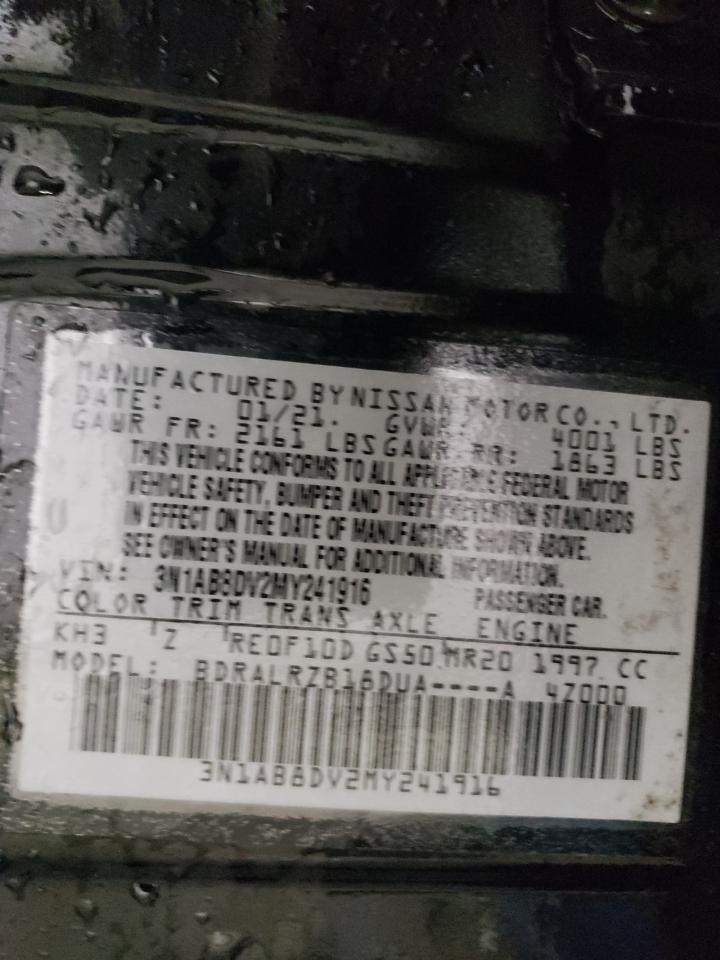 MANUFACTURED BY NISSAN MOTOR CO., LTD.
DATE: 01/21. GVWR: 4001 LBS
GAWR FR: 2161 LBS GAWR RR: 1863 LBS
THIS VEHICLE CONFORMS TO ALL APPLICABLE FEDERAL MOTOR
VEHICLE SAFETY, BUMPER AND THEFT PREVENTION STANDARDS
IN EFFECT ON THE DATE OF MANUFACTURE SHOWN ABOVE.
SEE OWNER'S MANUAL FOR ADDITIONAL INFORMATION.
VIN: 3N1AB8DV2MY241916 PASSENGER CAR.
COLOR TRIM TRANS AXLE ENGINE
KH3 Z RE0F10D GS50 MR20 1997 CC
MODEL: BDRALRZB18DUA----A 4Z000
3N1AB8DV2MY241916